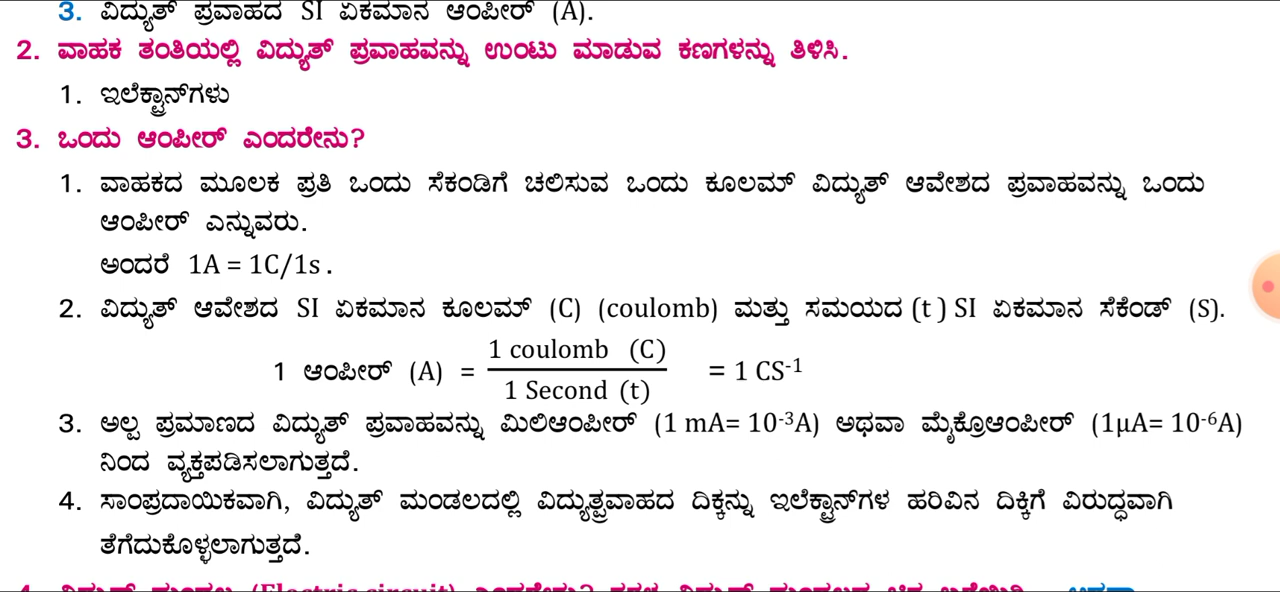 3. ವಿದ್ಯುತ್ ಪ್ರವಾಹದ SI ಏಕಮಾನ ಆಂಪೀರ್ (A).
2. ವಾಹಕ ತಂತಿಯಲ್ಲಿ ವಿದ್ಯುತ್ ಪ್ರವಾಹವನ್ನು ಉಂಟು ಮಾಡುವ ಕಣಗಳನ್ನು ತಿಳಿಸಿ.
1. ಇಲೆಕ್ಟ್ರಾನ್‌ಗಳು
3. ಒಂದು ಆಂಪೀರ್ ಎಂದರೇನು?
1. ವಾಹಕದ ಮೂಲಕ ಪ್ರತಿ ಒಂದು ಸೆಕಂಡಿಗೆ ಚಲಿಸುವ ಒಂದು ಕೂಲಮ್ ವಿದ್ಯುತ್ ಆವೇಶದ ಪ್ರವಾಹವನ್ನು ಒಂದು
ಆಂಪೀರ್ ಎನ್ನುವರು.
ಅಂದರೆ 1A = 1C/1s .
2. ವಿದ್ಯುತ್ ಆವೇಶದ SI ಏಕಮಾನ ಕೂಲಮ್ (C) (coulomb) ಮತ್ತು ಸಮಯದ (t ) SI ಏಕಮಾನ ಸೆಕೆಂಡ್ (S).
1 ಆಂಪೀರ್ (A) = 1 coulomb (C) / 1 Second (t) = 1 CS⁻¹
3. ಅಲ್ಪ ಪ್ರಮಾಣದ ವಿದ್ಯುತ್ ಪ್ರವಾಹವನ್ನು ಮಿಲಿಆಂಪೀರ್ (1 mA= 10⁻³A) ಅಥವಾ ಮೈಕ್ರೊಆಂಪೀರ್ (1μA= 10⁻⁶A)
ನಿಂದ ವ್ಯಕ್ತಪಡಿಸಲಾಗುತ್ತದೆ.
4. ಸಾಂಪ್ರದಾಯಿಕವಾಗಿ, ವಿದ್ಯುತ್ ಮಂಡಲದಲ್ಲಿ ವಿದ್ಯುತ್ಪ್ರವಾಹದ ದಿಕ್ಕನ್ನು ಇಲೆಕ್ಟ್ರಾನ್‌ಗಳ ಹರಿವಿನ ದಿಕ್ಕಿಗೆ ವಿರುದ್ಧವಾಗಿ
ತೆಗೆದುಕೊಳ್ಳಲಾಗುತ್ತದೆ.